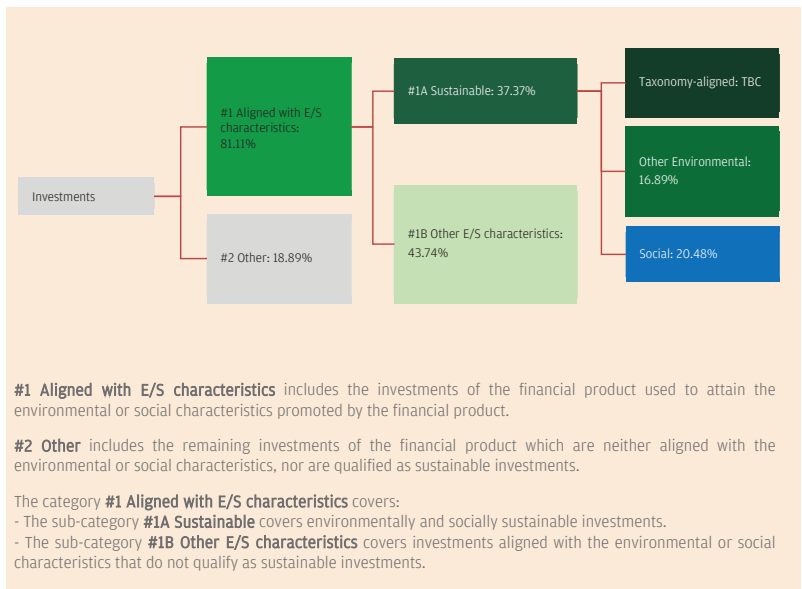 Investments
#1 Aligned with E/S
characteristics:
81.11%
#2 Other: 18.89%
#1A Sustainable: 37.37%
#1B Other E/S characteristics:
43.74%
Taxonomy-aligned: TBC
Other Environmental:
16.89%
Social: 20.48%
#1 Aligned with E/S characteristics includes the investments of the financial product used to attain the
environmental or social characteristics promoted by the financial product.
#2 Other includes the remaining investments of the financial product which are neither aligned with the
environmental or social characteristics, nor are qualified as sustainable investments.
The category #1 Aligned with E/S characteristics covers:
- The sub-category #1A Sustainable covers environmentally and socially sustainable investments.
- The sub-category #1B Other E/S characteristics covers investments aligned with the environmental or social
characteristics that do not qualify as sustainable investments.